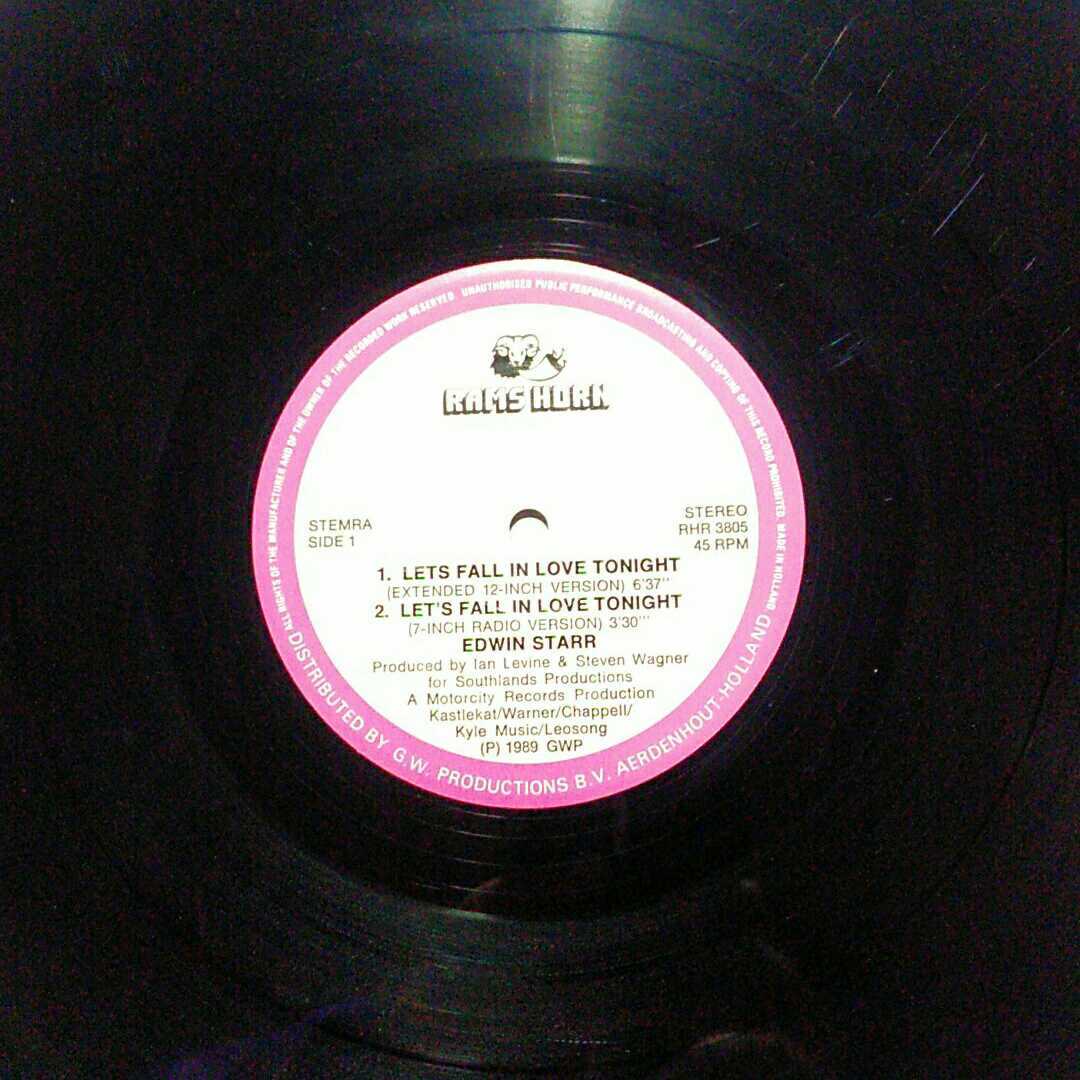 RAMS HORN
STEMRA
SIDE 1
STEREO
RHR 3805
45 RPM
1. LETS FALL IN LOVE TONIGHT
(EXTENDED 12-INCH VERSION) 6'37"
2. LET'S FALL IN LOVE TONIGHT
(7-INCH RADIO VERSION) 3'30'"
EDWIN STARR
Produced by Ian Levine & Steven Wagner
for Southlands Productions
A Motorcity Records Production
Kastlekat/Warner/Chappell/
Kyle Music/Leosong
(P) 1989 GWP
ALL RIGHTS OF THE MANUFACTURER AND OF THE OWNER OF THE RECORDED WORK RESERVED. UNAUTHORISED PUBLIC PERFORMANCE BROADCASTING AND COPYING OF THIS RECORD PROHIBITED. MADE IN HOLLAND
DISTRIBUTED BY G.W. PRODUCTIONS B.V. AERDENHOUT-HOLLAND